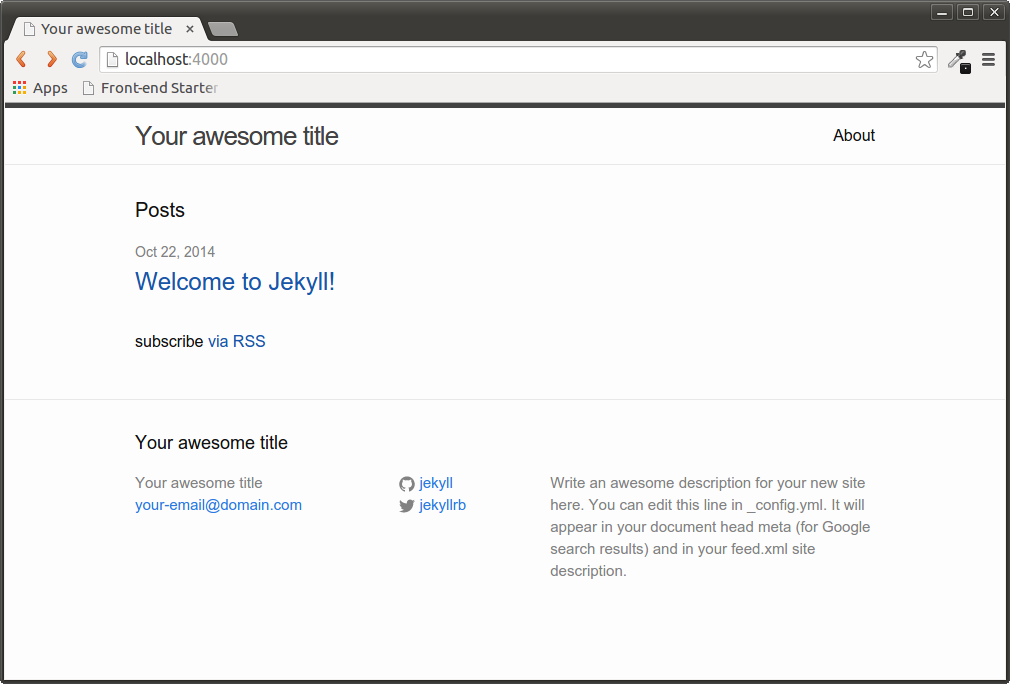 Your awesome title
localhost:4000
Apps Front-end Starter
Your awesome title About
Posts
Oct 22, 2014
Welcome to Jekyll!
subscribe via RSS
Your awesome title
Your awesome title
your-email@domain.com
jekyll
jekyllrb
Write an awesome description for your new site
here. You can edit this line in _config.yml. It will
appear in your document head meta (for Google
search results) and in your feed.xml site
description.